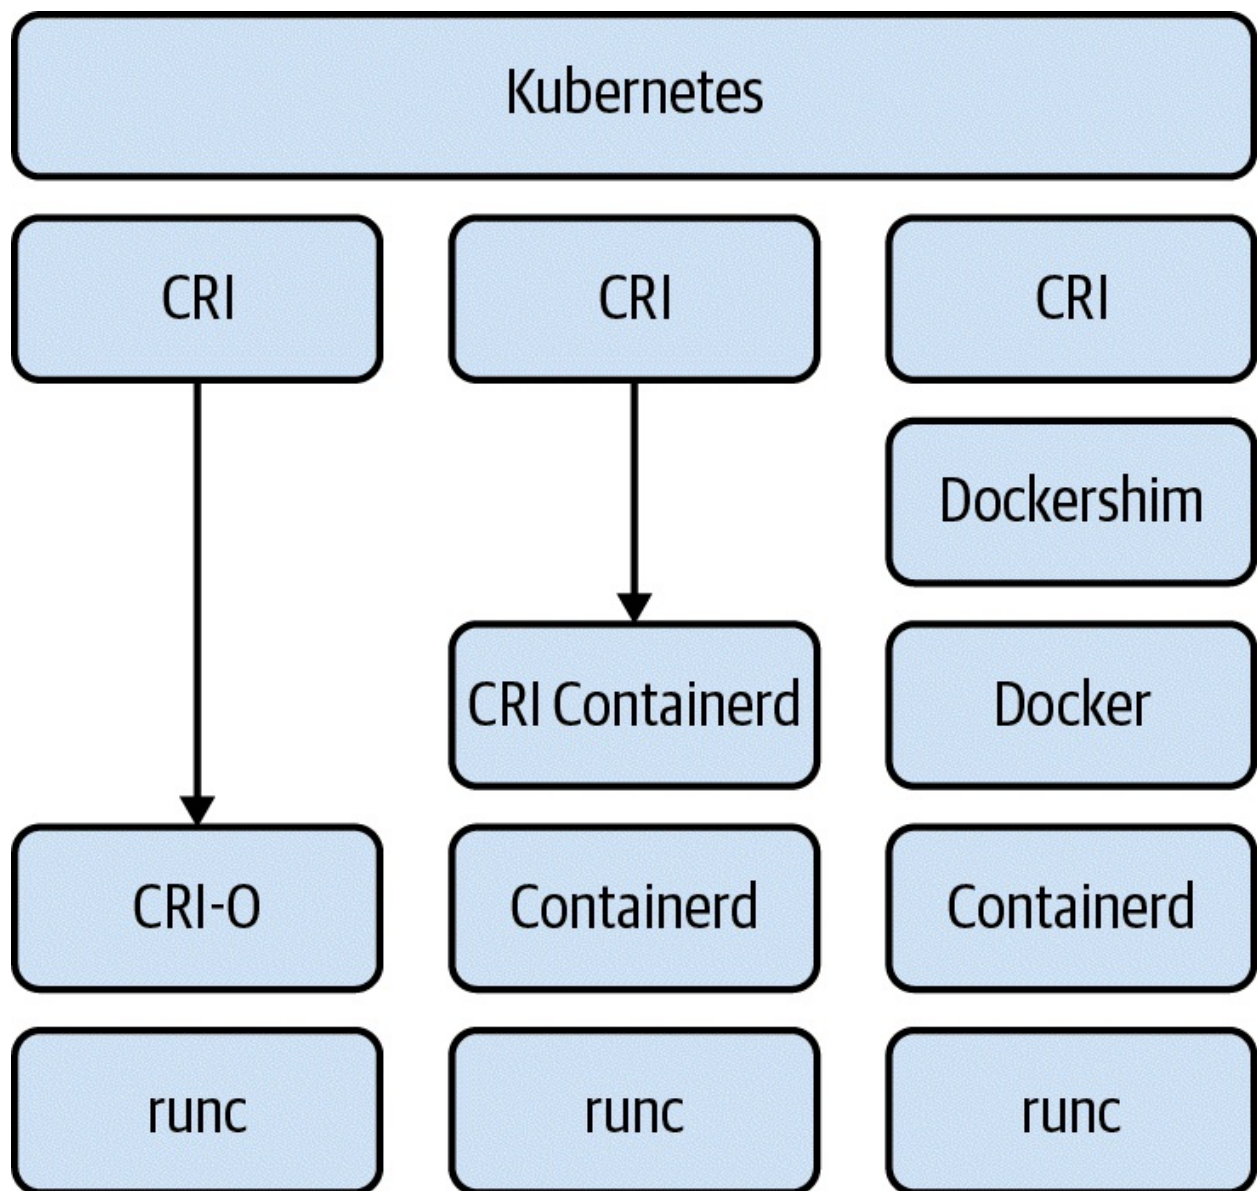 Kubernetes
CRI
CRI
CRI
Dockershim
CRI Containerd
Docker
CRI-O
Containerd
Containerd
runc
runc
runc